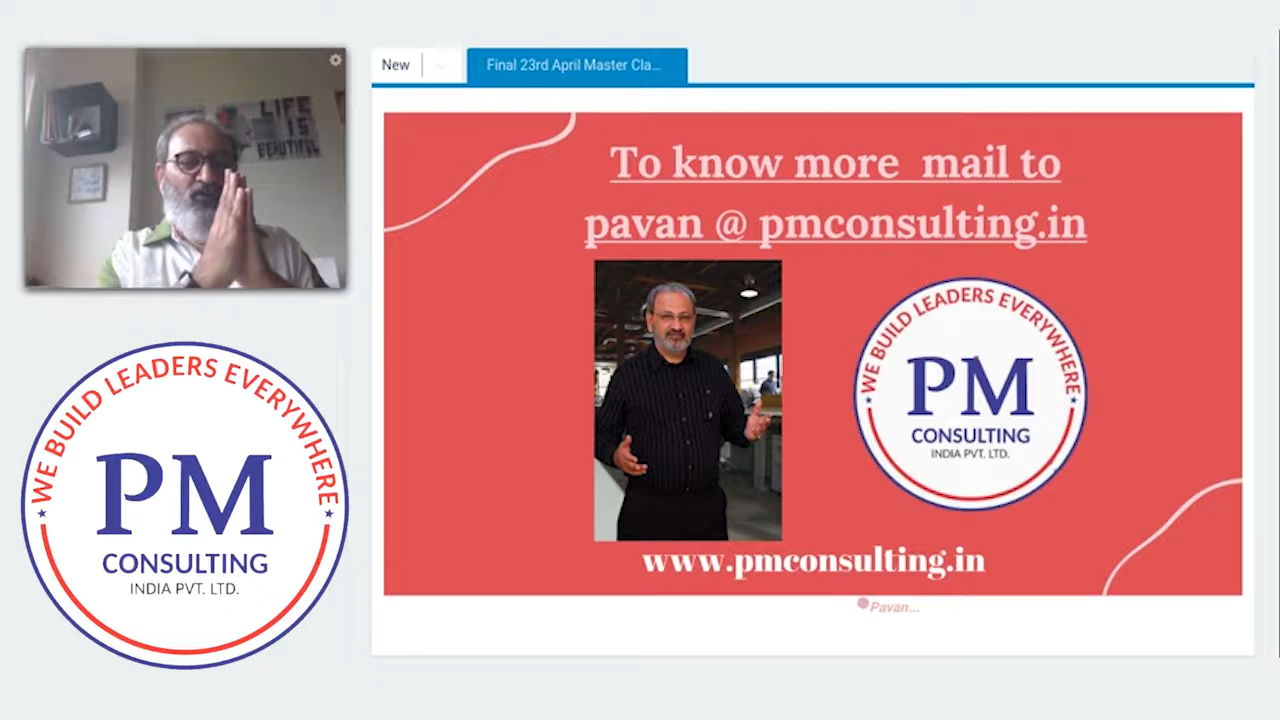 LIFE
IS
BEAUTIFUL
WE BUILD LEADERS EVERYWHERE
PM
CONSULTING
INDIA PVT. LTD.
New
Final 23rd April Master Cla...
To know more mail to
pavan @ pmconsulting.in
WE BUILD LEADERS EVERYWHERE
PM
CONSULTING
INDIA PVT. LTD.
www.pmconsulting.in
Pavan...